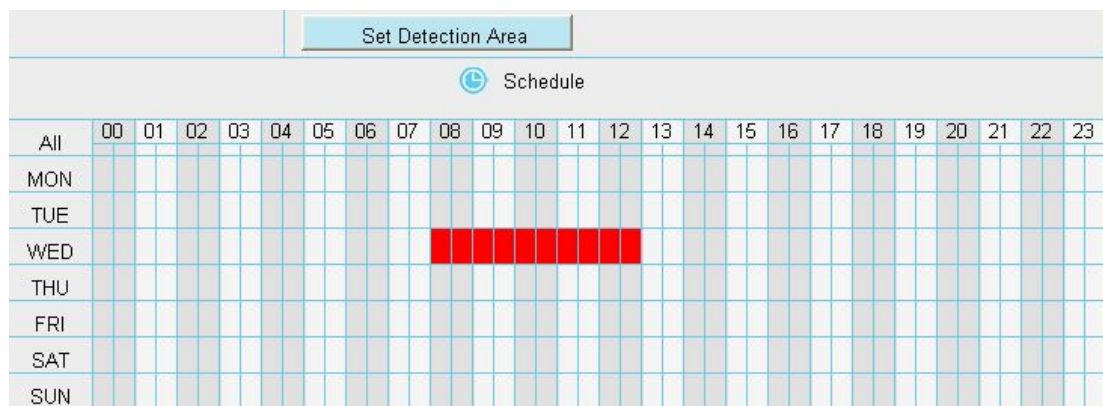 Set Detection Area
Schedule
All 00 01 02 03 04 05 06 07 08 09 10 11 12 13 14 15 16 17 18 19 20 21 22 23
MON
TUE
WED
THU
FRI
SAT
SUN